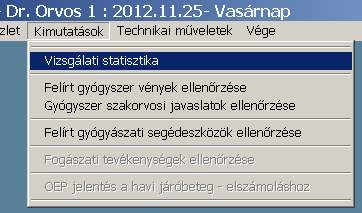 - Dr. Orvos 1 : 2012.11.25- Vasárnap
zlet Kimutatások Technikai műveletek Vége
Vizsgálati statisztika
Felírt gyógyszer vények ellenőrzése
Gyógyszer szakorvosi javaslatok ellenőrzése
Felírt gyógyászati segédeszközök ellenőrzése
Fogászati tevékenységek ellenőrzése
OEP jelentés a havi járóbeteg - elszámoláshoz